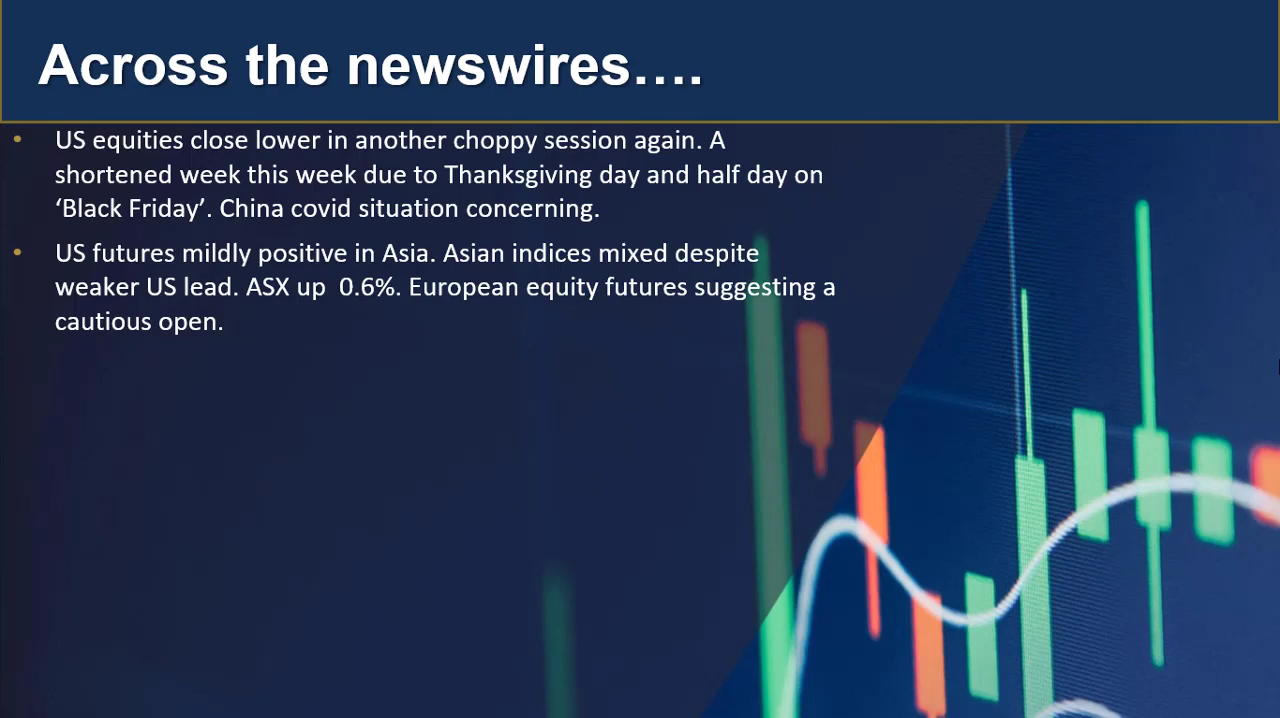 Across the newswires….
• US equities close lower in another choppy session again. A
shortened week this week due to Thanksgiving day and half day on
‘Black Friday’. China covid situation concerning.
• US futures mildly positive in Asia. Asian indices mixed despite
weaker US lead. ASX up  0.6%. European equity futures suggesting a
cautious open.